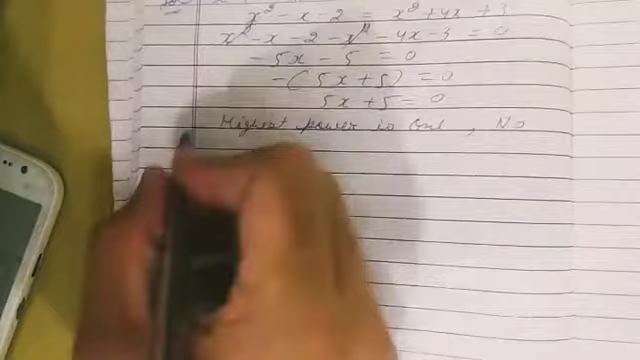 x² - x - 2 = x² + 4x + 3
x² - x - 2 - x² - 4x - 3 = 0
- 5x - 5 = 0
- (5x + 5) = 0
5x + 5 = 0
Highest power is one, No